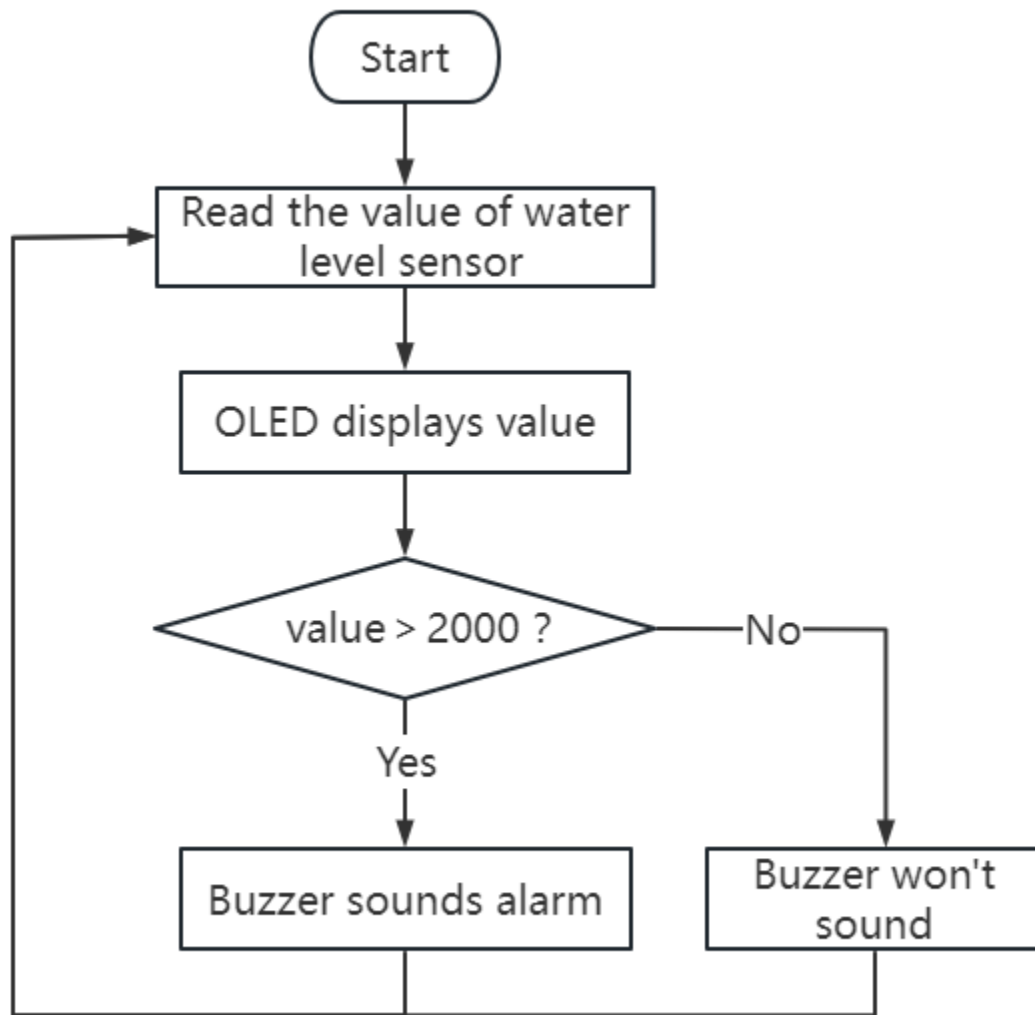 Start
Read the value of water
level sensor
OLED displays value
value > 2000 ?
No
Yes
Buzzer sounds alarm
Buzzer won't
sound